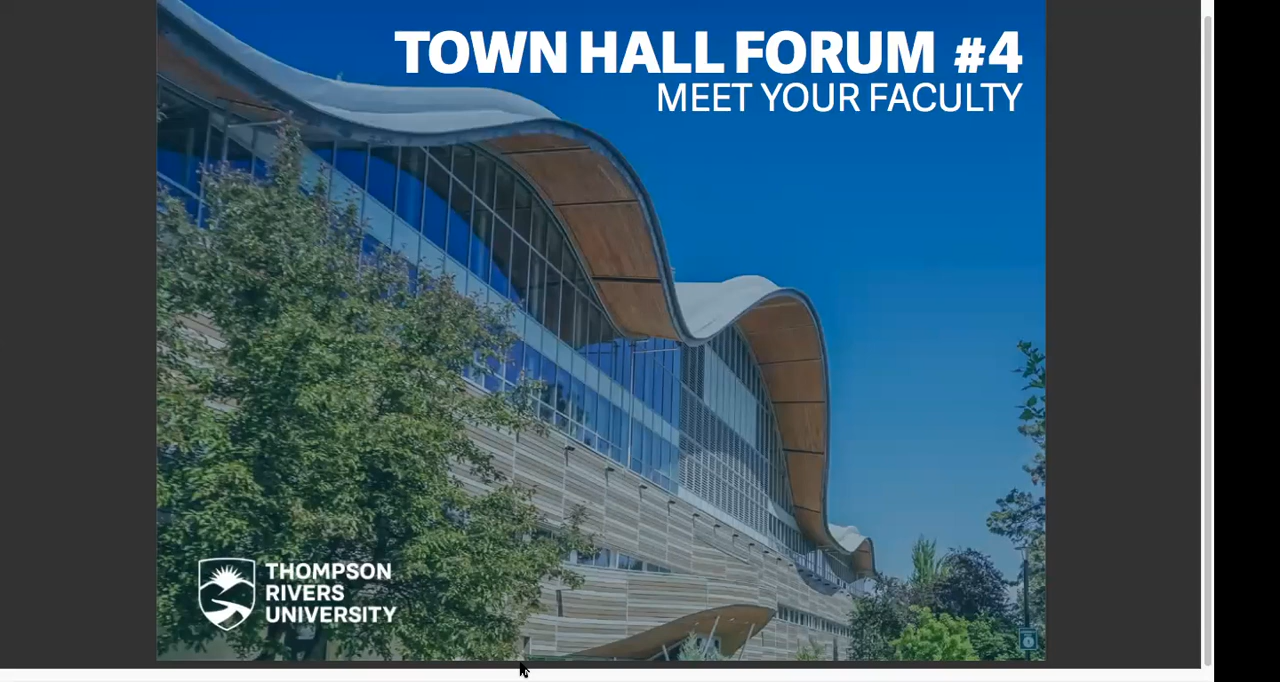 TOWN HALL FORUM #4
MEET YOUR FACULTY
THOMPSON
RIVERS
UNIVERSITY